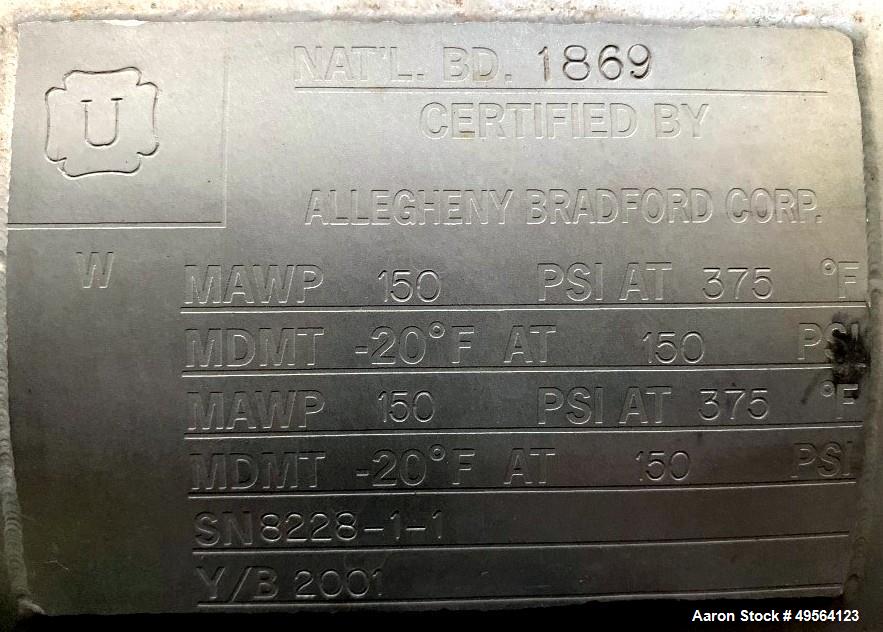 U
NAT'L. BD. 1869
CERTIFIED BY
ALLEGHENY BRADFORD CORP.
W
MAWP 150 PSI AT 375 °F
MDMT -20°F AT 150 PSI
MAWP 150 PSI AT 375 °F
MDMT -20°F AT 150 PSI
SN8228-1-1
Y/B 2001
Aaron Stock # 49564123